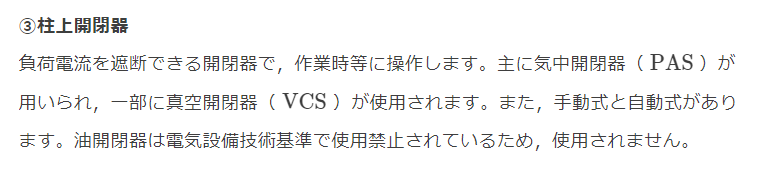 ③柱上開閉器
負荷電流を遮断できる開閉器で，作業時等に操作します。主に気中開閉器（ PAS ）が
用いられ，一部に真空開閉器（ VCS ）が使用されます。また，手動式と自動式があり
ます。油開閉器は電気設備技術基準で使用禁止されているため，使用されません。